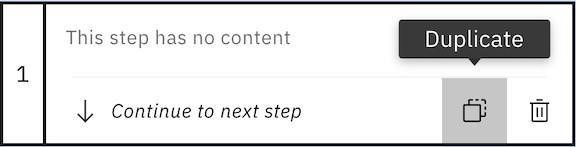 1
This step has no content
Duplicate
Continue to next step